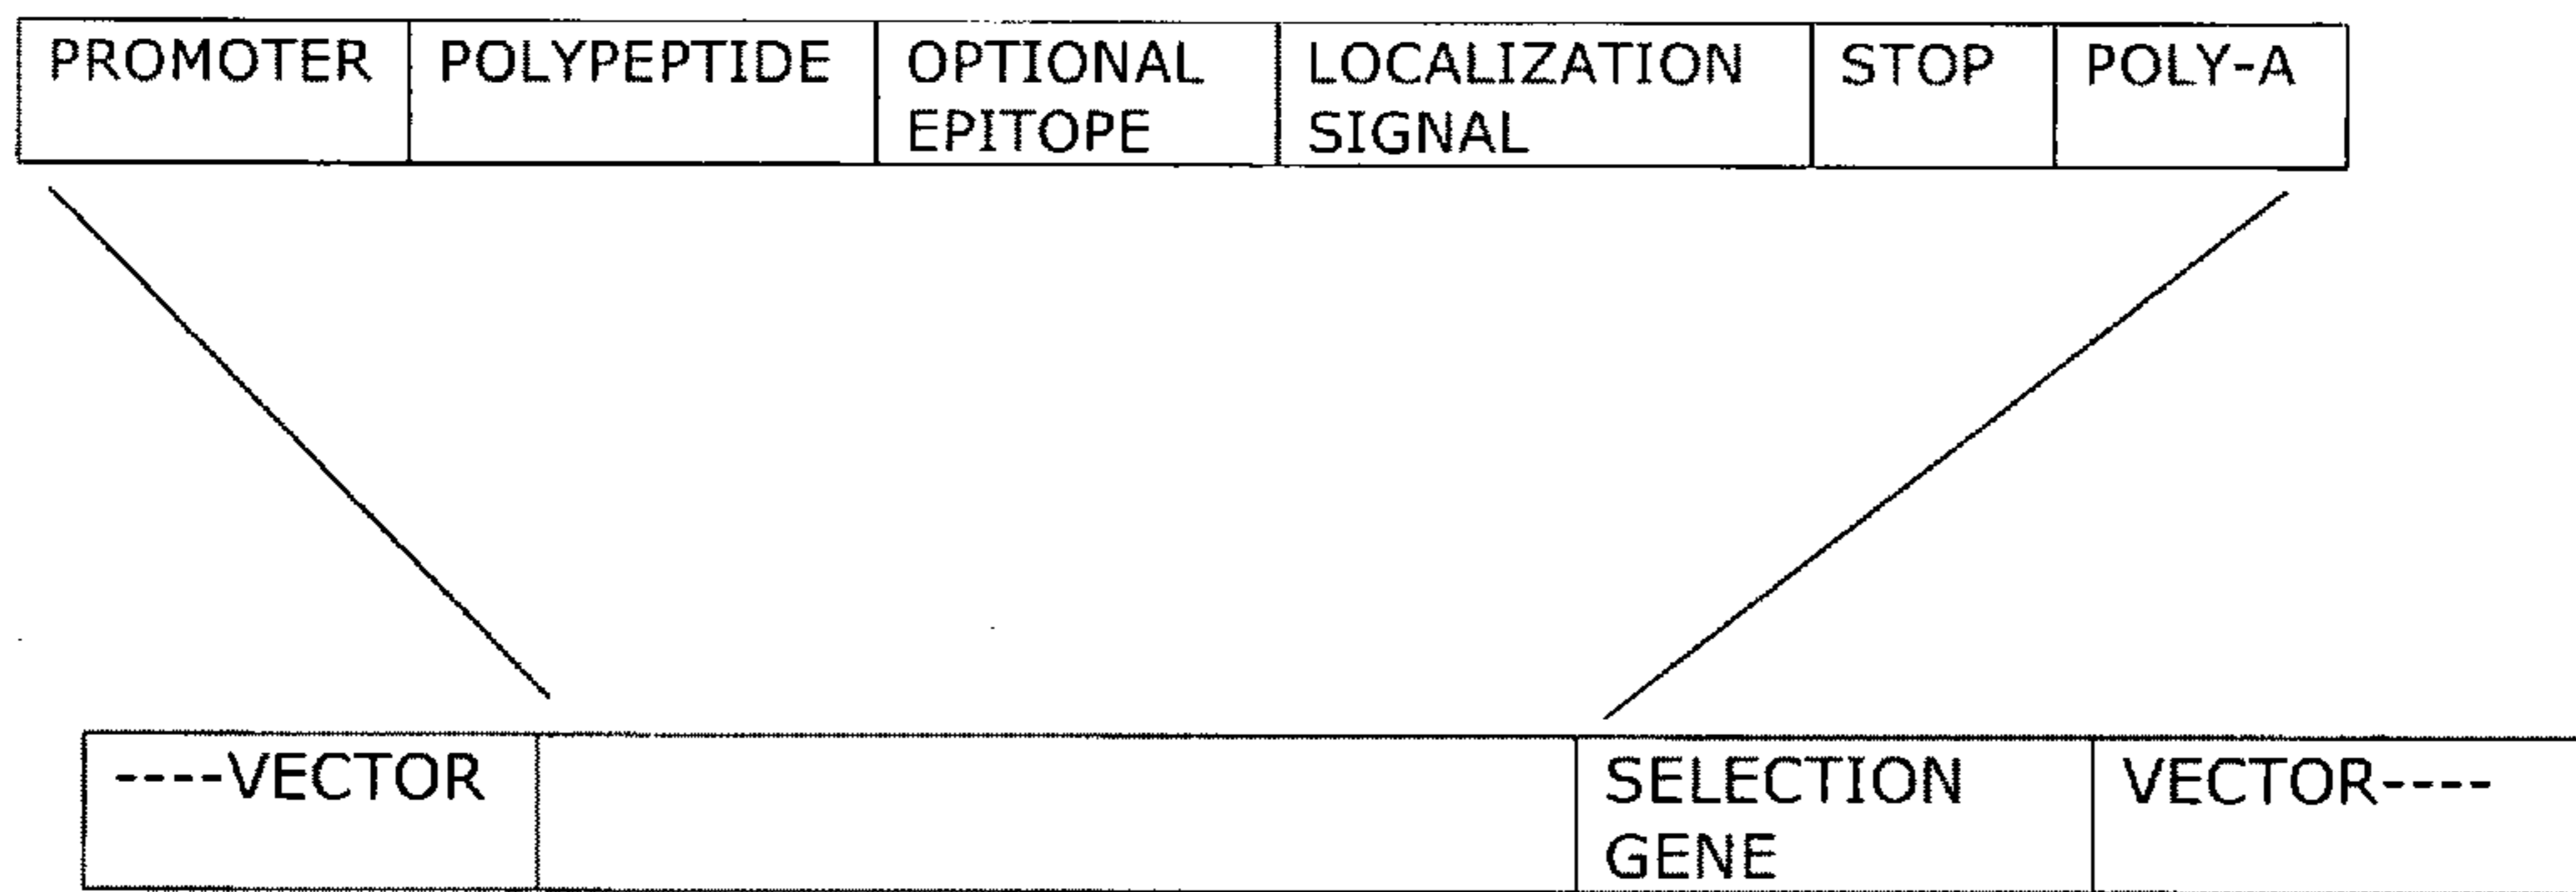 PROMOTER POLYPEPTIDE OPTIONAL LOCALIZATION STOP POLY-A
EPITOPE SIGNAL
----VECTOR SELECTION VECTOR----
GENE